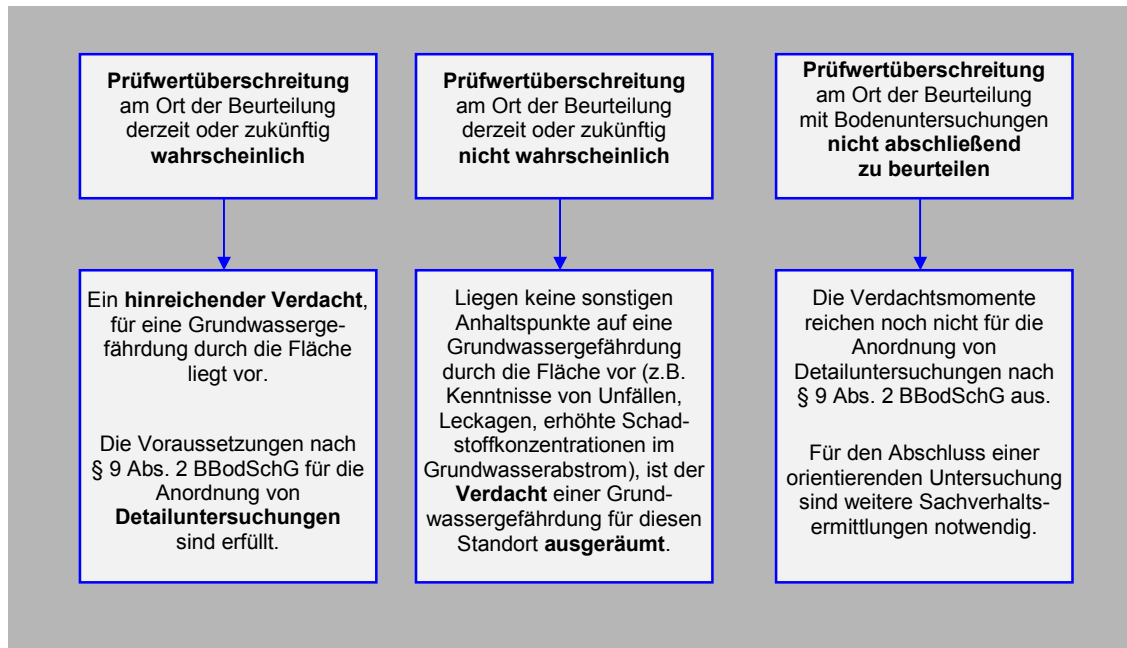 Prüfwertüberschreitung
am Ort der Beurteilung
derzeit oder zukünftig
wahrscheinlich
Prüfwertüberschreitung
am Ort der Beurteilung
derzeit oder zukünftig
nicht wahrscheinlich
Prüfwertüberschreitung
am Ort der Beurteilung
mit Bodenuntersuchungen
nicht abschließend
zu beurteilen
Ein hinreichender Verdacht,
für eine Grundwasserge-
fährdung durch die Fläche
liegt vor.
Die Voraussetzungen nach
§ 9 Abs. 2 BBodSchG für die
Anordnung von
Detailuntersuchungen
sind erfüllt.
Liegen keine sonstigen
Anhaltspunkte auf eine
Grundwassergefährdung
durch die Fläche vor (z.B.
Kenntnisse von Unfällen,
Leckagen, erhöhte Schad-
stoffkonzentrationen im
Grundwasserabstrom), ist der
Verdacht einer Grund-
wassergefährdung für diesen
Standort ausgeräumt.
Die Verdachtsmomente
reichen noch nicht für die
Anordnung von
Detailuntersuchungen nach
§ 9 Abs. 2 BBodSchG aus.
Für den Abschluss einer
orientierenden Untersuchung
sind weitere Sachverhalts-
ermittlungen notwendig.